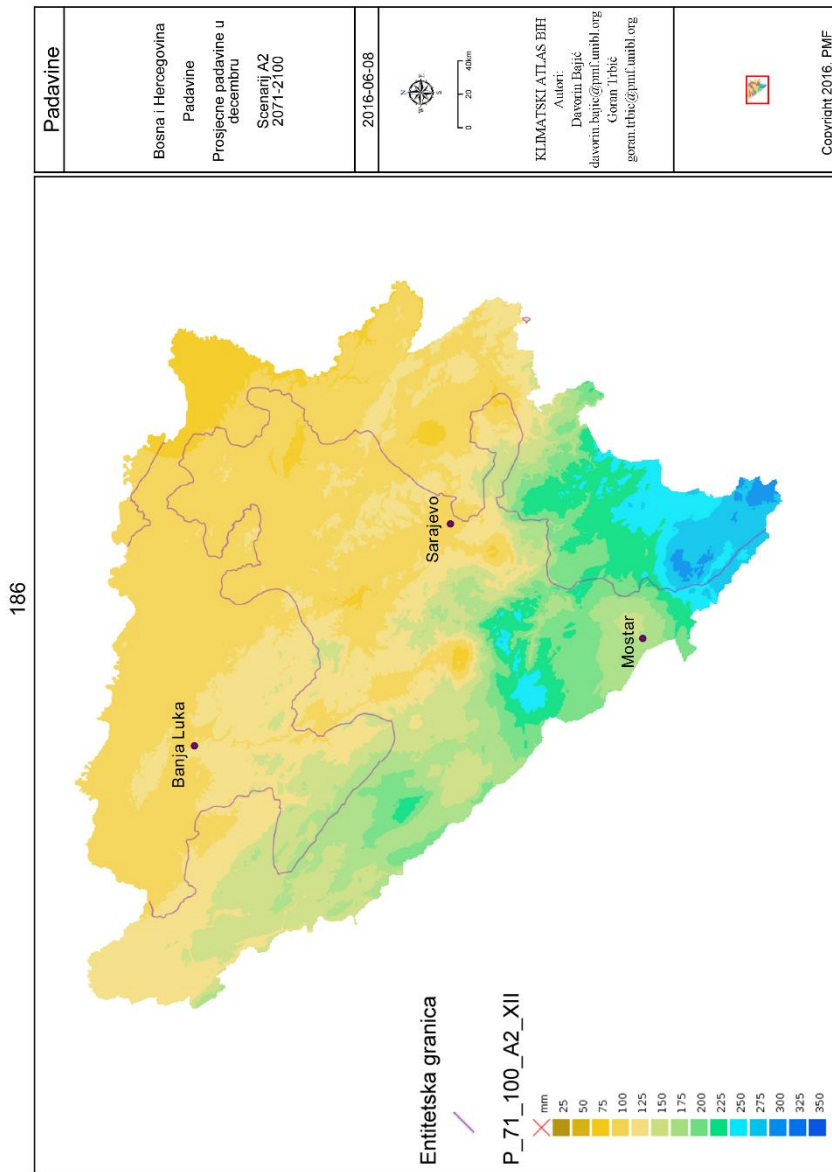 186
Padavine
Bosna i Hercegovina
Padavine
Prosjecne padavine u
decembru
Scenarij A2
2071-2100
2016-06-08
N
W
E
S
0 20 40km
KLIMATSKI ATLAS BIH
Autori:
Davorin Bajić
davorin.bajic@pmf.unibl.org
Goran Trbić
goran.trbic@pmf.unibl.org
Copyright 2016, PMF
Banja Luka
Sarajevo
Mostar
Entitetska granica
P_71_100_A2_XII
mm
25
50
75
100
125
150
175
200
225
250
275
300
325
350